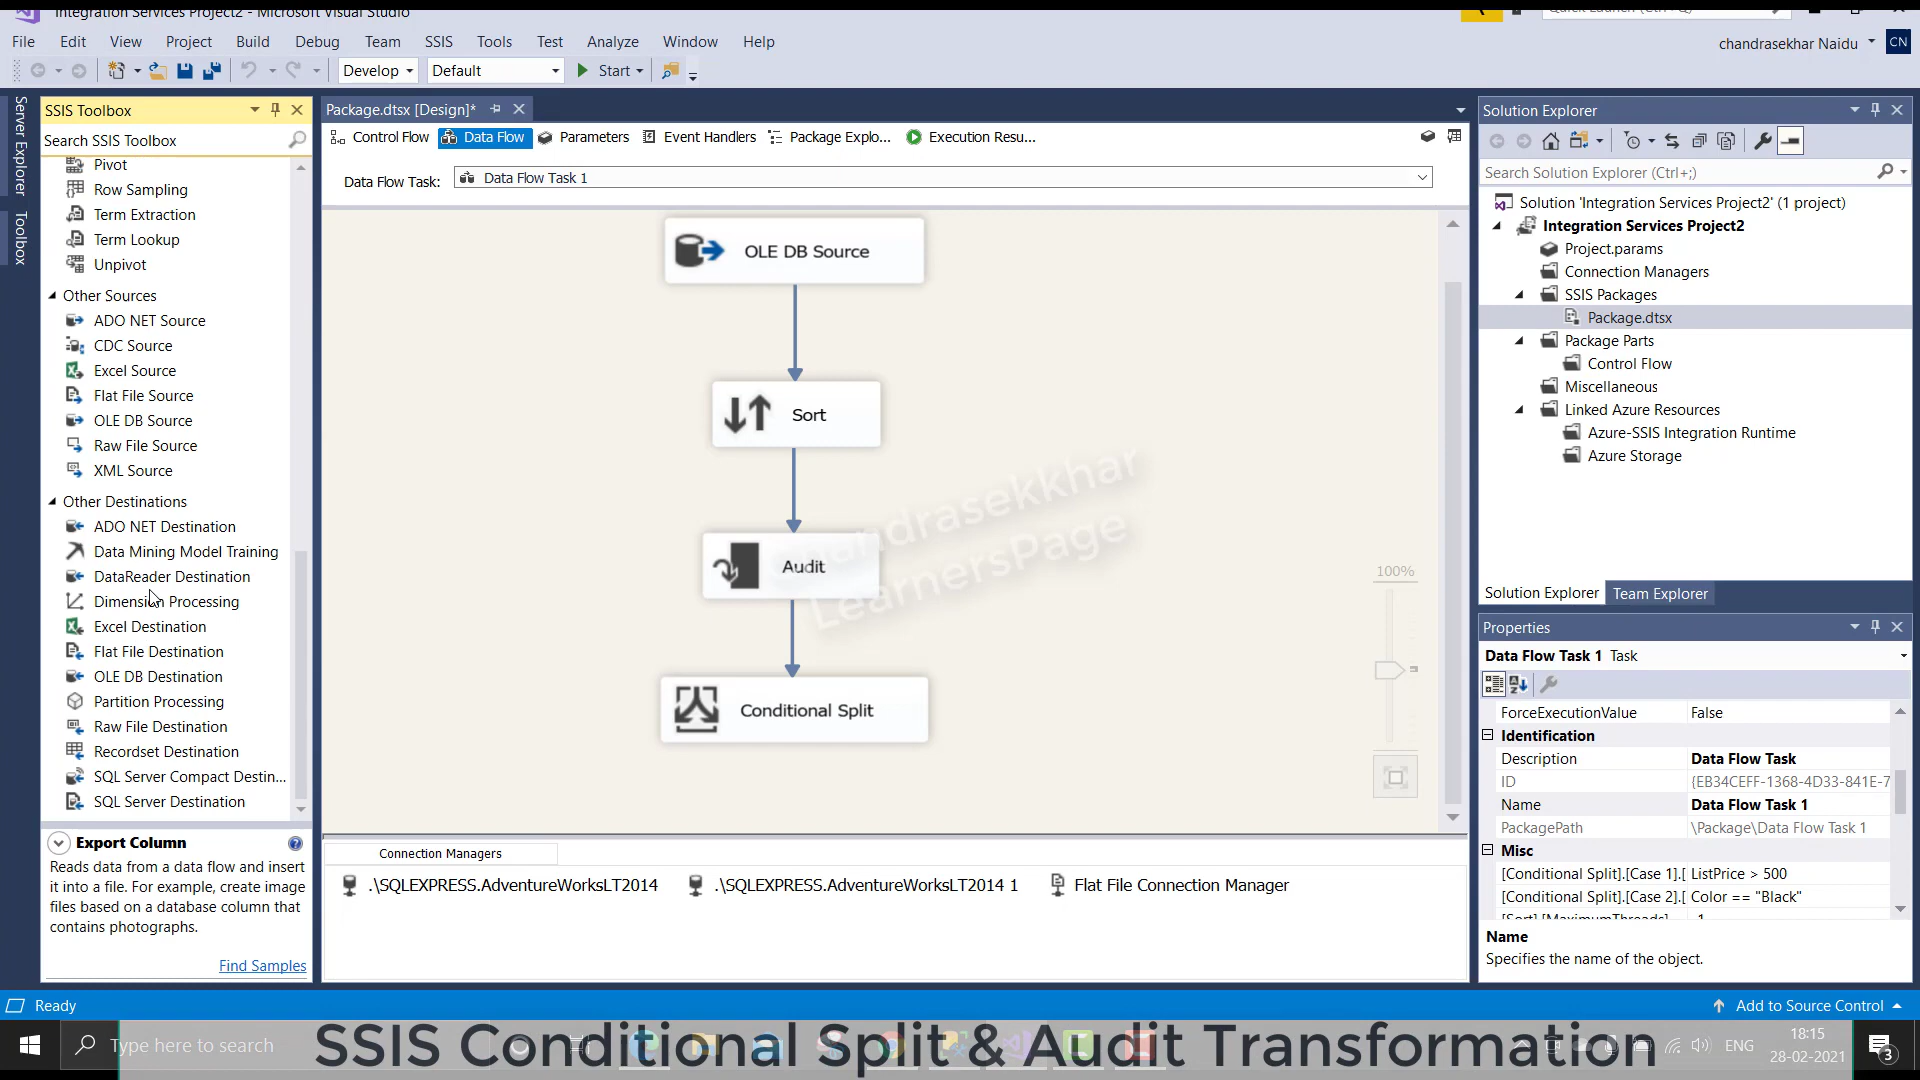 Integration Services Project2 - Microsoft Visual Studio
File Edit View Project Build Debug Team SSIS Tools Test Analyze Window Help
chandrasekhar Naidu CN
Develop Default Start
Server Explorer
Toolbox
SSIS Toolbox
Search SSIS Toolbox
Pivot
Row Sampling
Term Extraction
Term Lookup
Unpivot
Other Sources
ADO NET Source
CDC Source
Excel Source
Flat File Source
OLE DB Source
Raw File Source
XML Source
Other Destinations
ADO NET Destination
Data Mining Model Training
DataReader Destination
Dimension Processing
Excel Destination
Flat File Destination
OLE DB Destination
Partition Processing
Raw File Destination
Recordset Destination
SQL Server Compact Destin...
SQL Server Destination
Export Column
Reads data from a data flow and insert
it into a file. For example, create image
files based on a database column that
contains photographs.
Find Samples
Package.dtsx [Design]*
Control Flow Data Flow Parameters Event Handlers Package Explo... Execution Resu...
Data Flow Task: Data Flow Task 1
OLE DB Source
Sort
Audit
Conditional Split
LearnersPage
100%
Connection Managers
.\SQLEXPRESS.AdventureWorksLT2014 .\SQLEXPRESS.AdventureWorksLT2014 1 Flat File Connection Manager
Solution Explorer
Search Solution Explorer (Ctrl+;)
Solution 'Integration Services Project2' (1 project)
Integration Services Project2
Project.params
Connection Managers
SSIS Packages
Package.dtsx
Package Parts
Control Flow
Miscellaneous
Linked Azure Resources
Azure-SSIS Integration Runtime
Azure Storage
Solution Explorer Team Explorer
Properties
Data Flow Task 1 Task
ForceExecutionValue False
Identification
Description Data Flow Task
ID {EB34CEFF-1368-4D33-841E-7
Name Data Flow Task 1
PackagePath \Package\Data Flow Task 1
Misc
[Conditional Split].[Case 1].[ ListPrice > 500
[Conditional Split].[Case 2].[ Color == "Black"
Name
Specifies the name of the object.
Ready
Add to Source Control
Type here to search
SSIS Conditional Split & Audit Transformation
ENG
18:15
28-02-2021
3